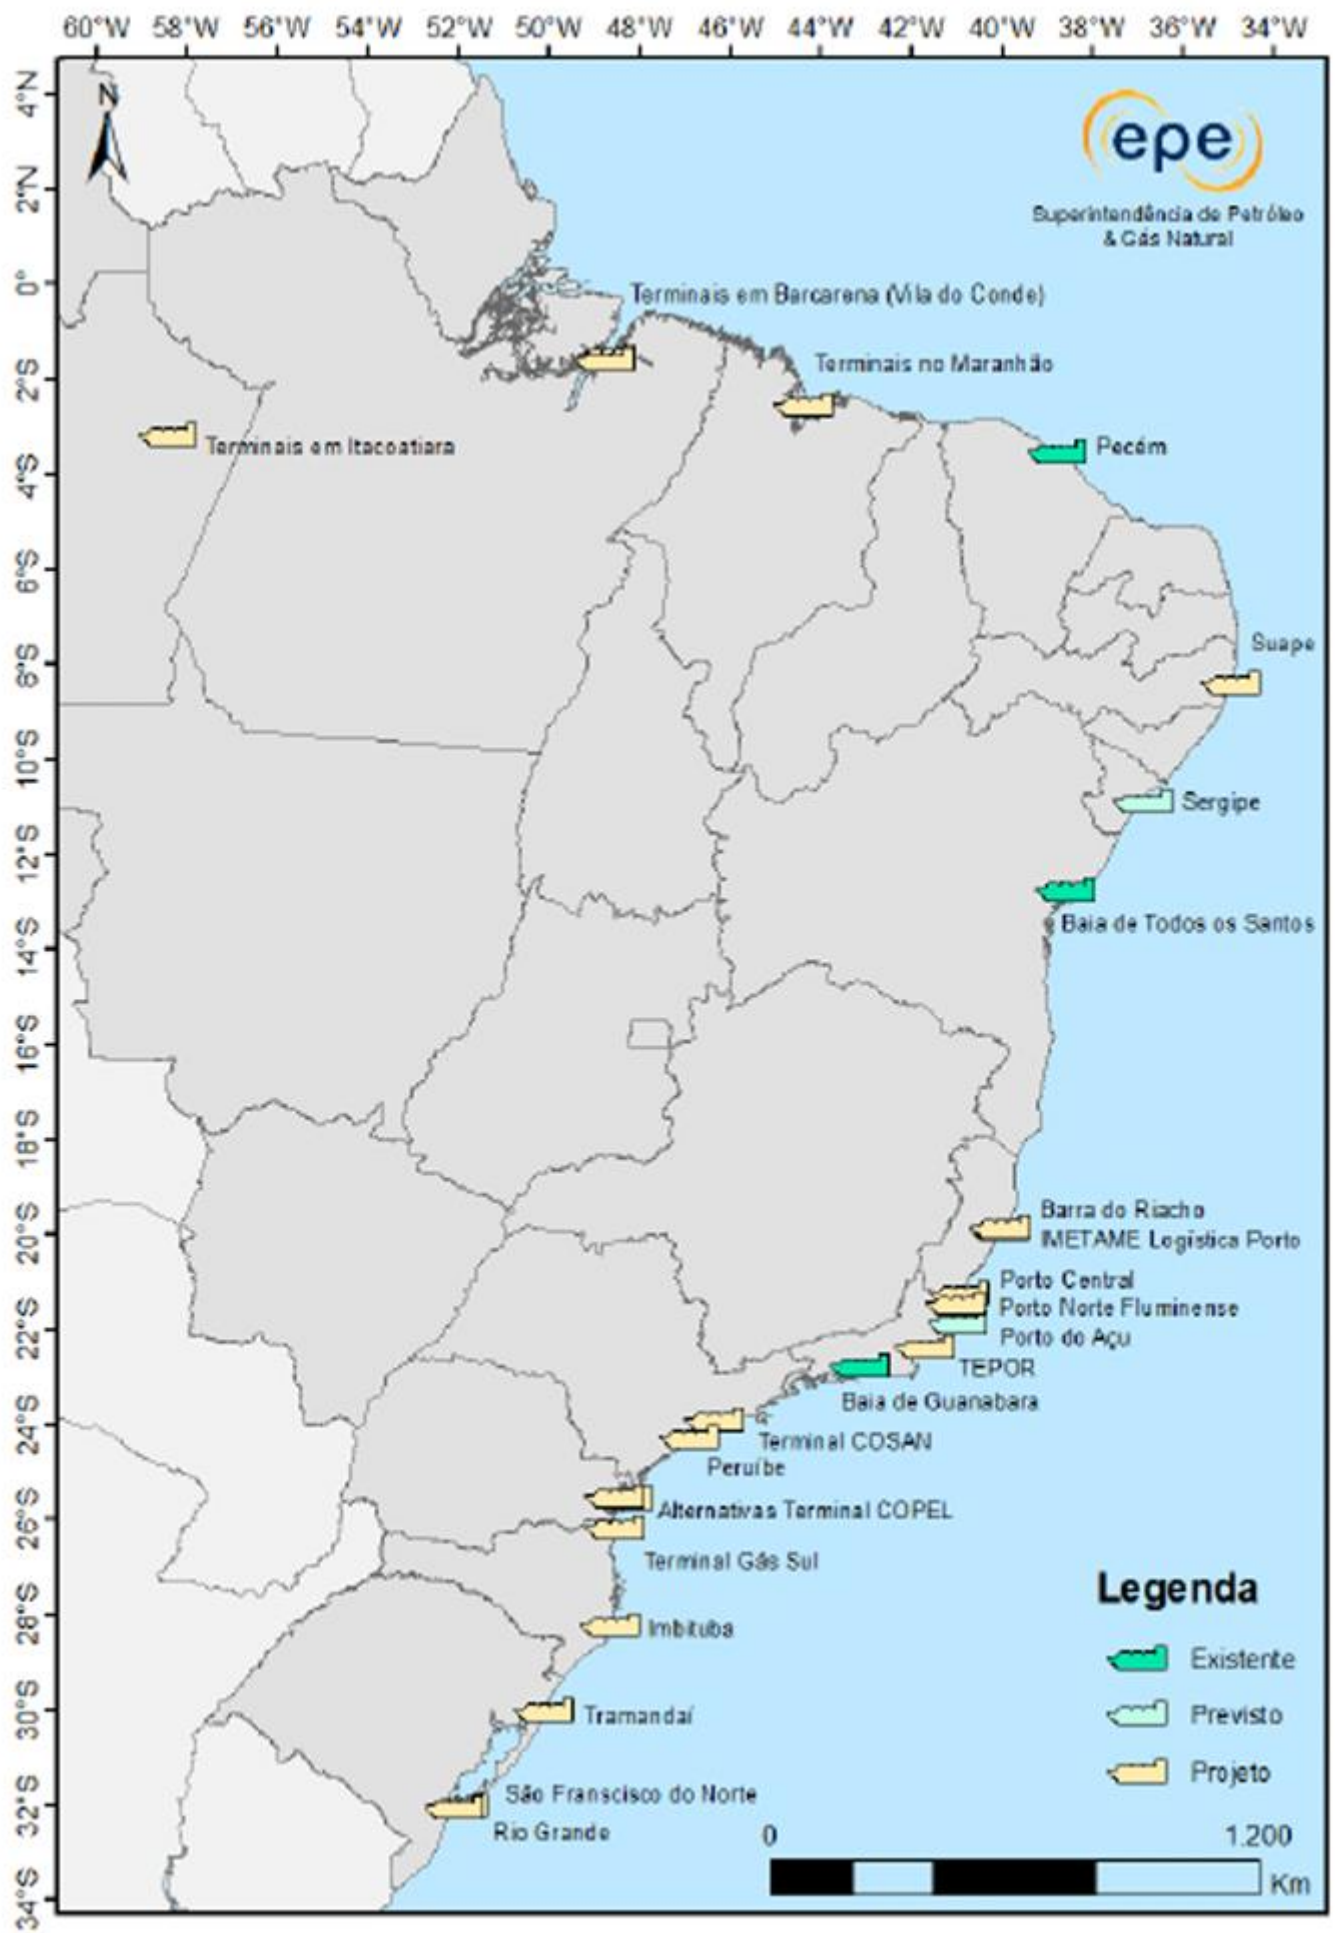 60°W 58°W 56°W 54°W 52°W 50°W 48°W 46°W 44°W 42°W 40°W 38°W 36°W 34°W
4°N
2°N
0°
2°S
4°S
6°S
8°S
10°S
12°S
14°S
16°S
18°S
20°S
22°S
24°S
26°S
28°S
30°S
32°S
34°S
N
epe
Superintendência de Petróleo
& Gás Natural
Terminais em Barcarena (Vila do Conde)
Terminais no Maranhão
Terminais em Itacoatiara
Pecém
Suape
Sergipe
Baia de Todos os Santos
Barra do Riacho
IMETAME Logística Porto
Porto Central
Porto Norte Fluminense
Porto do Açu
TEPOR
Baia de Guanabara
Terminal COSAN
Peruíbe
Alternativas Terminal COPEL
Terminal Gás Sul
Imbituba
Tramandaí
São Franscisco do Norte
Rio Grande
Legenda
Existente
Previsto
Projeto
0 1.200
Km